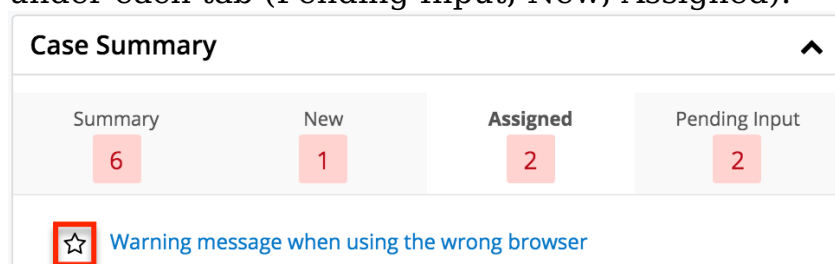 under each tab (Pending Input, New, Assigned).
Case Summary
Summary New Assigned Pending Input
6 1 2 2
Warning message when using the wrong browser